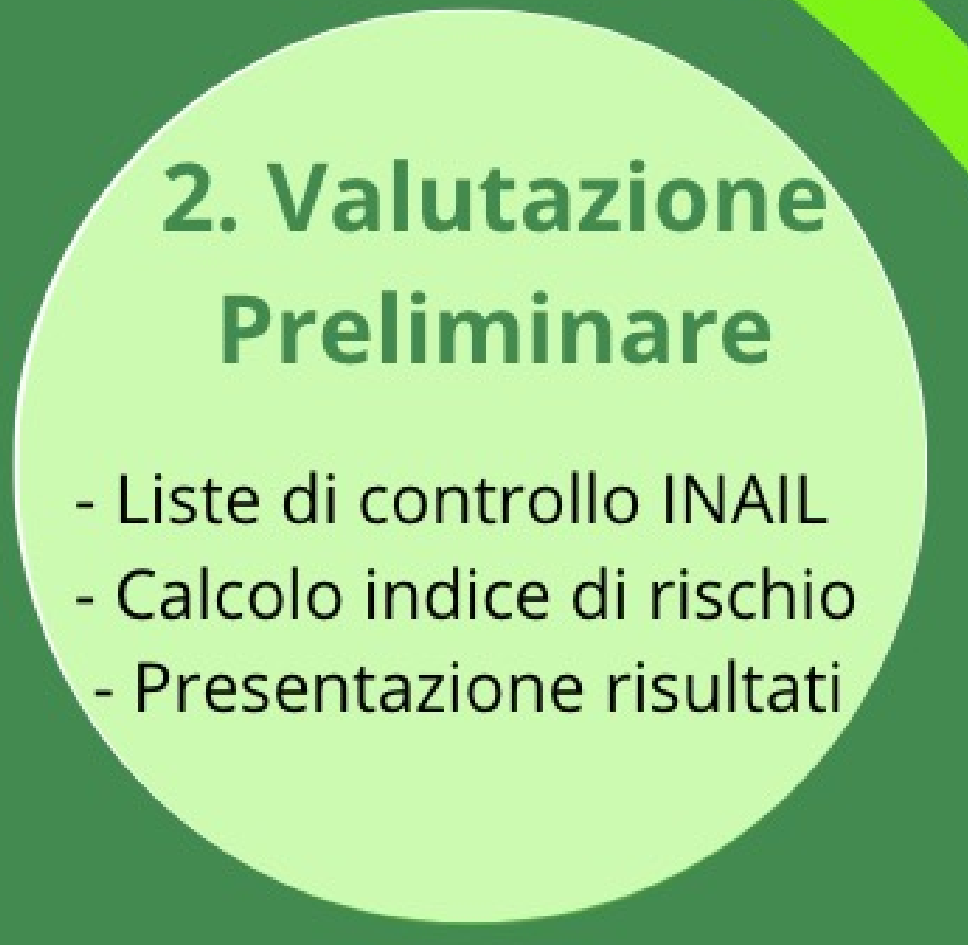 2. Valutazione
Preliminare
- Liste di controllo INAIL
- Calcolo indice di rischio
- Presentazione risultati